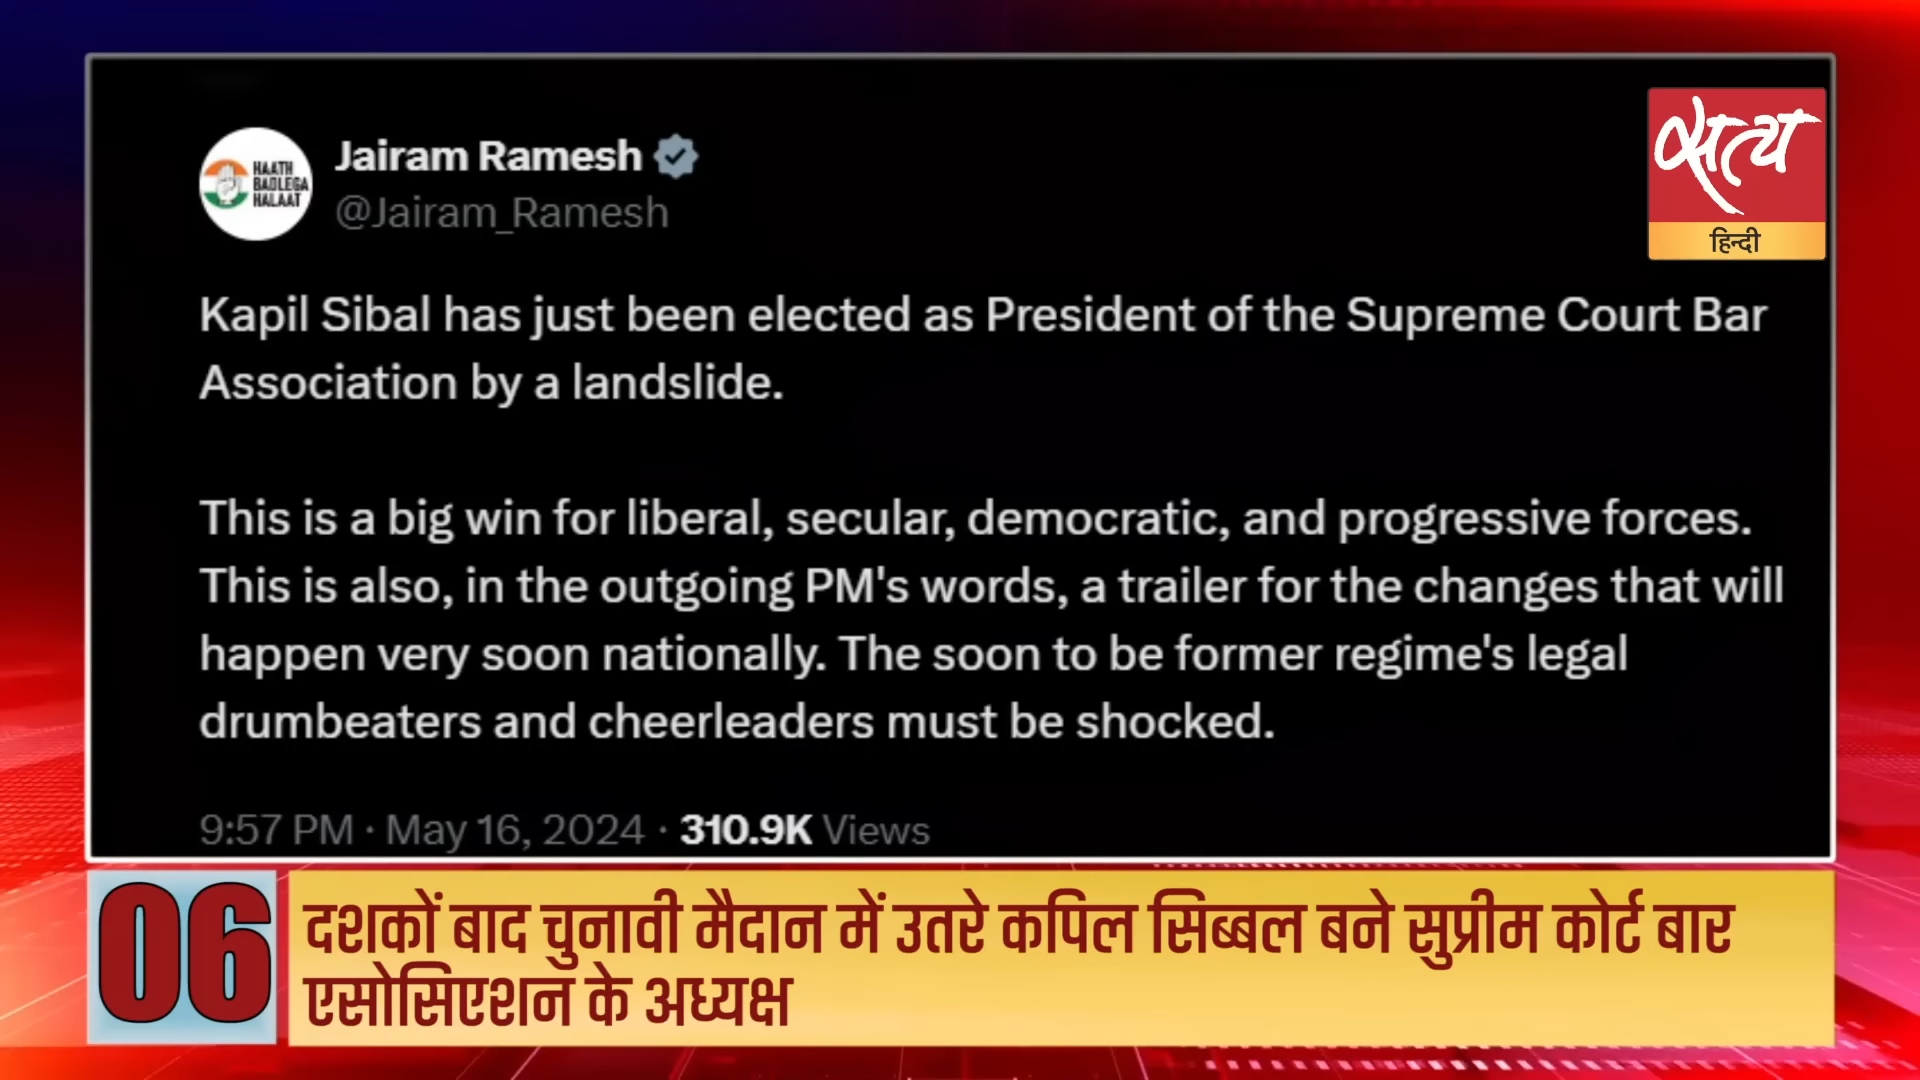 HAATH
BADLEGA
HALAAT
Jairam Ramesh
@Jairam_Ramesh
सत्य
हिन्दी
Kapil Sibal has just been elected as President of the Supreme Court Bar
Association by a landslide.
This is a big win for liberal, secular, democratic, and progressive forces.
This is also, in the outgoing PM's words, a trailer for the changes that will
happen very soon nationally. The soon to be former regime's legal
drumbeaters and cheerleaders must be shocked.
9:57 PM · May 16, 2024 · 310.9K Views
06
दशकों बाद चुनावी मैदान में उतरे कपिल सिब्बल बने सुप्रीम कोर्ट बार
एसोसिएशन के अध्यक्ष